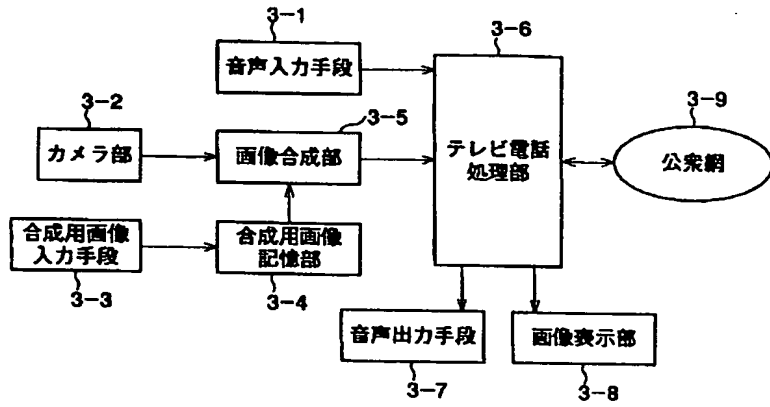 3-1
音声入力手段
3-6
テレビ電話
処理部
3-2
カメラ部
3-5
画像合成部
3-9
公衆網
合成用画像
入力手段
3-3
合成用画像
記憶部
3-4
音声出力手段
3-7
画像表示部
3-8